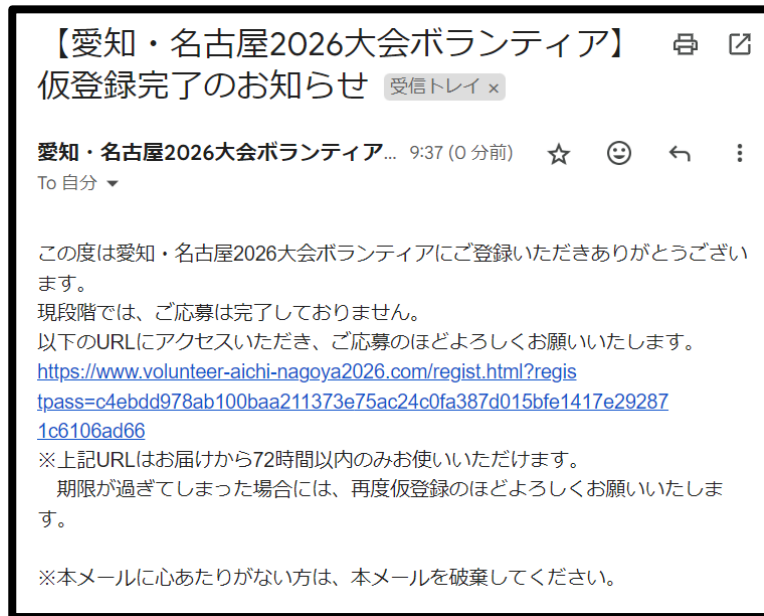 【愛知・名古屋2026大会ボランティア】
仮登録完了のお知らせ 受信トレイ ×
愛知・名古屋2026大会ボランティア... 9:37 (0 分前)
To 自分
この度は愛知・名古屋2026大会ボランティアにご登録いただきありがとうござい
ます。
現段階では、ご応募は完了しておりません。
以下のURLにアクセスいただき、ご応募のほどよろしくお願いいたします。
https://www.volunteer-aichi-nagoya2026.com/regist.html?regis
tpass=c4ebdd978ab100baa211373e75ac24c0fa387d015bfe1417e29287
1c6106ad66
※上記URLはお届けから72時間以内のみお使いいただけます。
　期限が過ぎてしまった場合には、再度仮登録のほどよろしくお願いいたしま
す。
※本メールに心あたりがない方は、本メールを破棄してください。